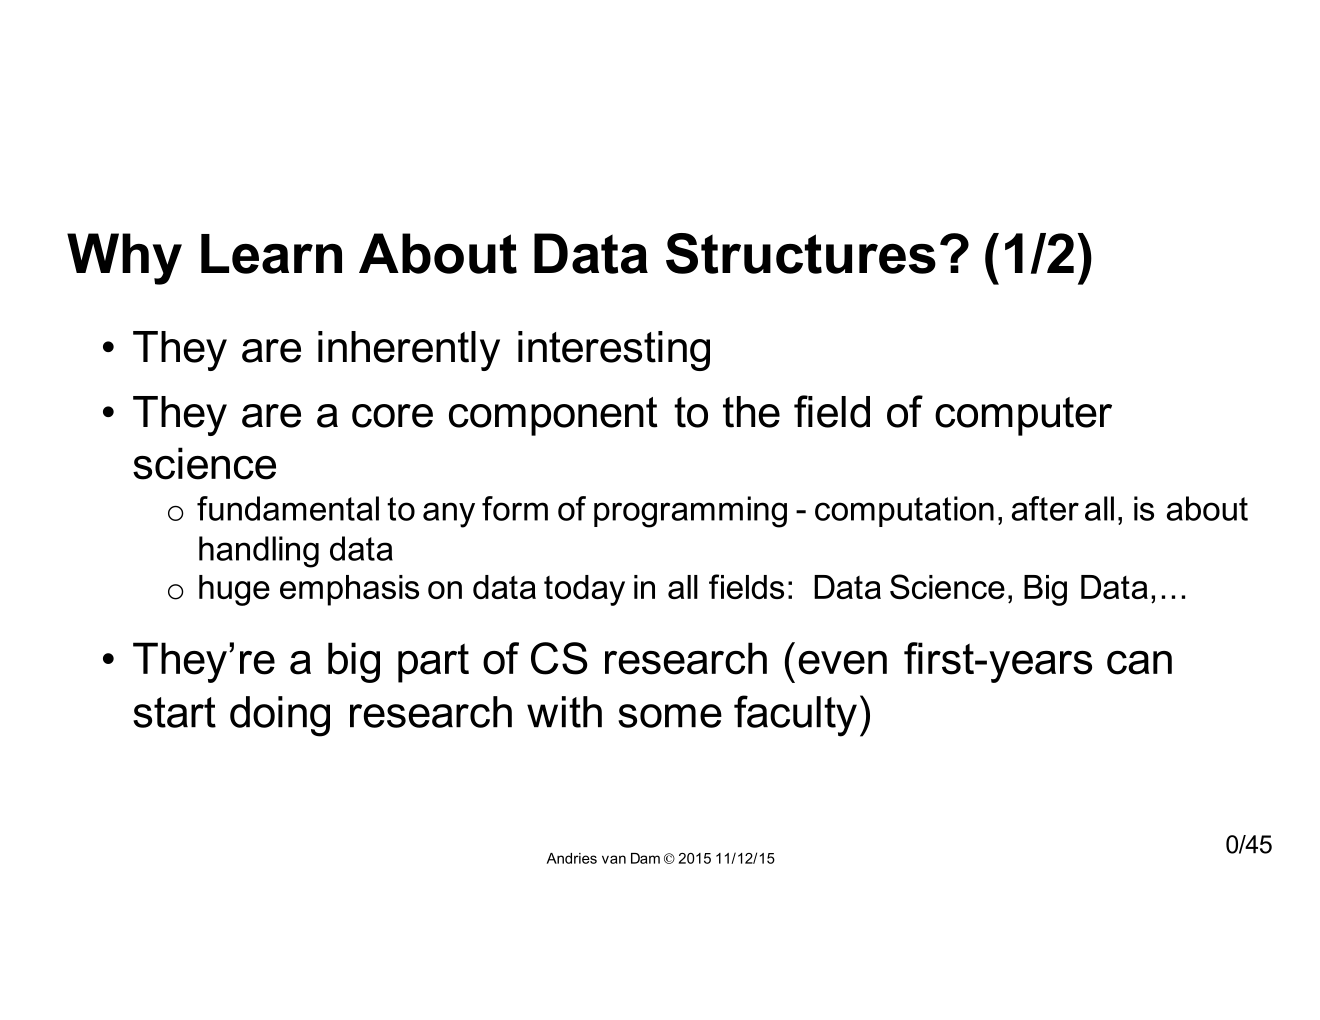 Why Learn About Data Structures? (1/2)
• They are inherently interesting
• They are a core component to the field of computer
science
o fundamental to any form of programming - computation, after all, is about
handling data
o huge emphasis on data today in all fields:  Data Science, Big Data,...
• They’re a big part of CS research (even first-years can
start doing research with some faculty)
Andries van Dam © 2015 11/12/15
0/45